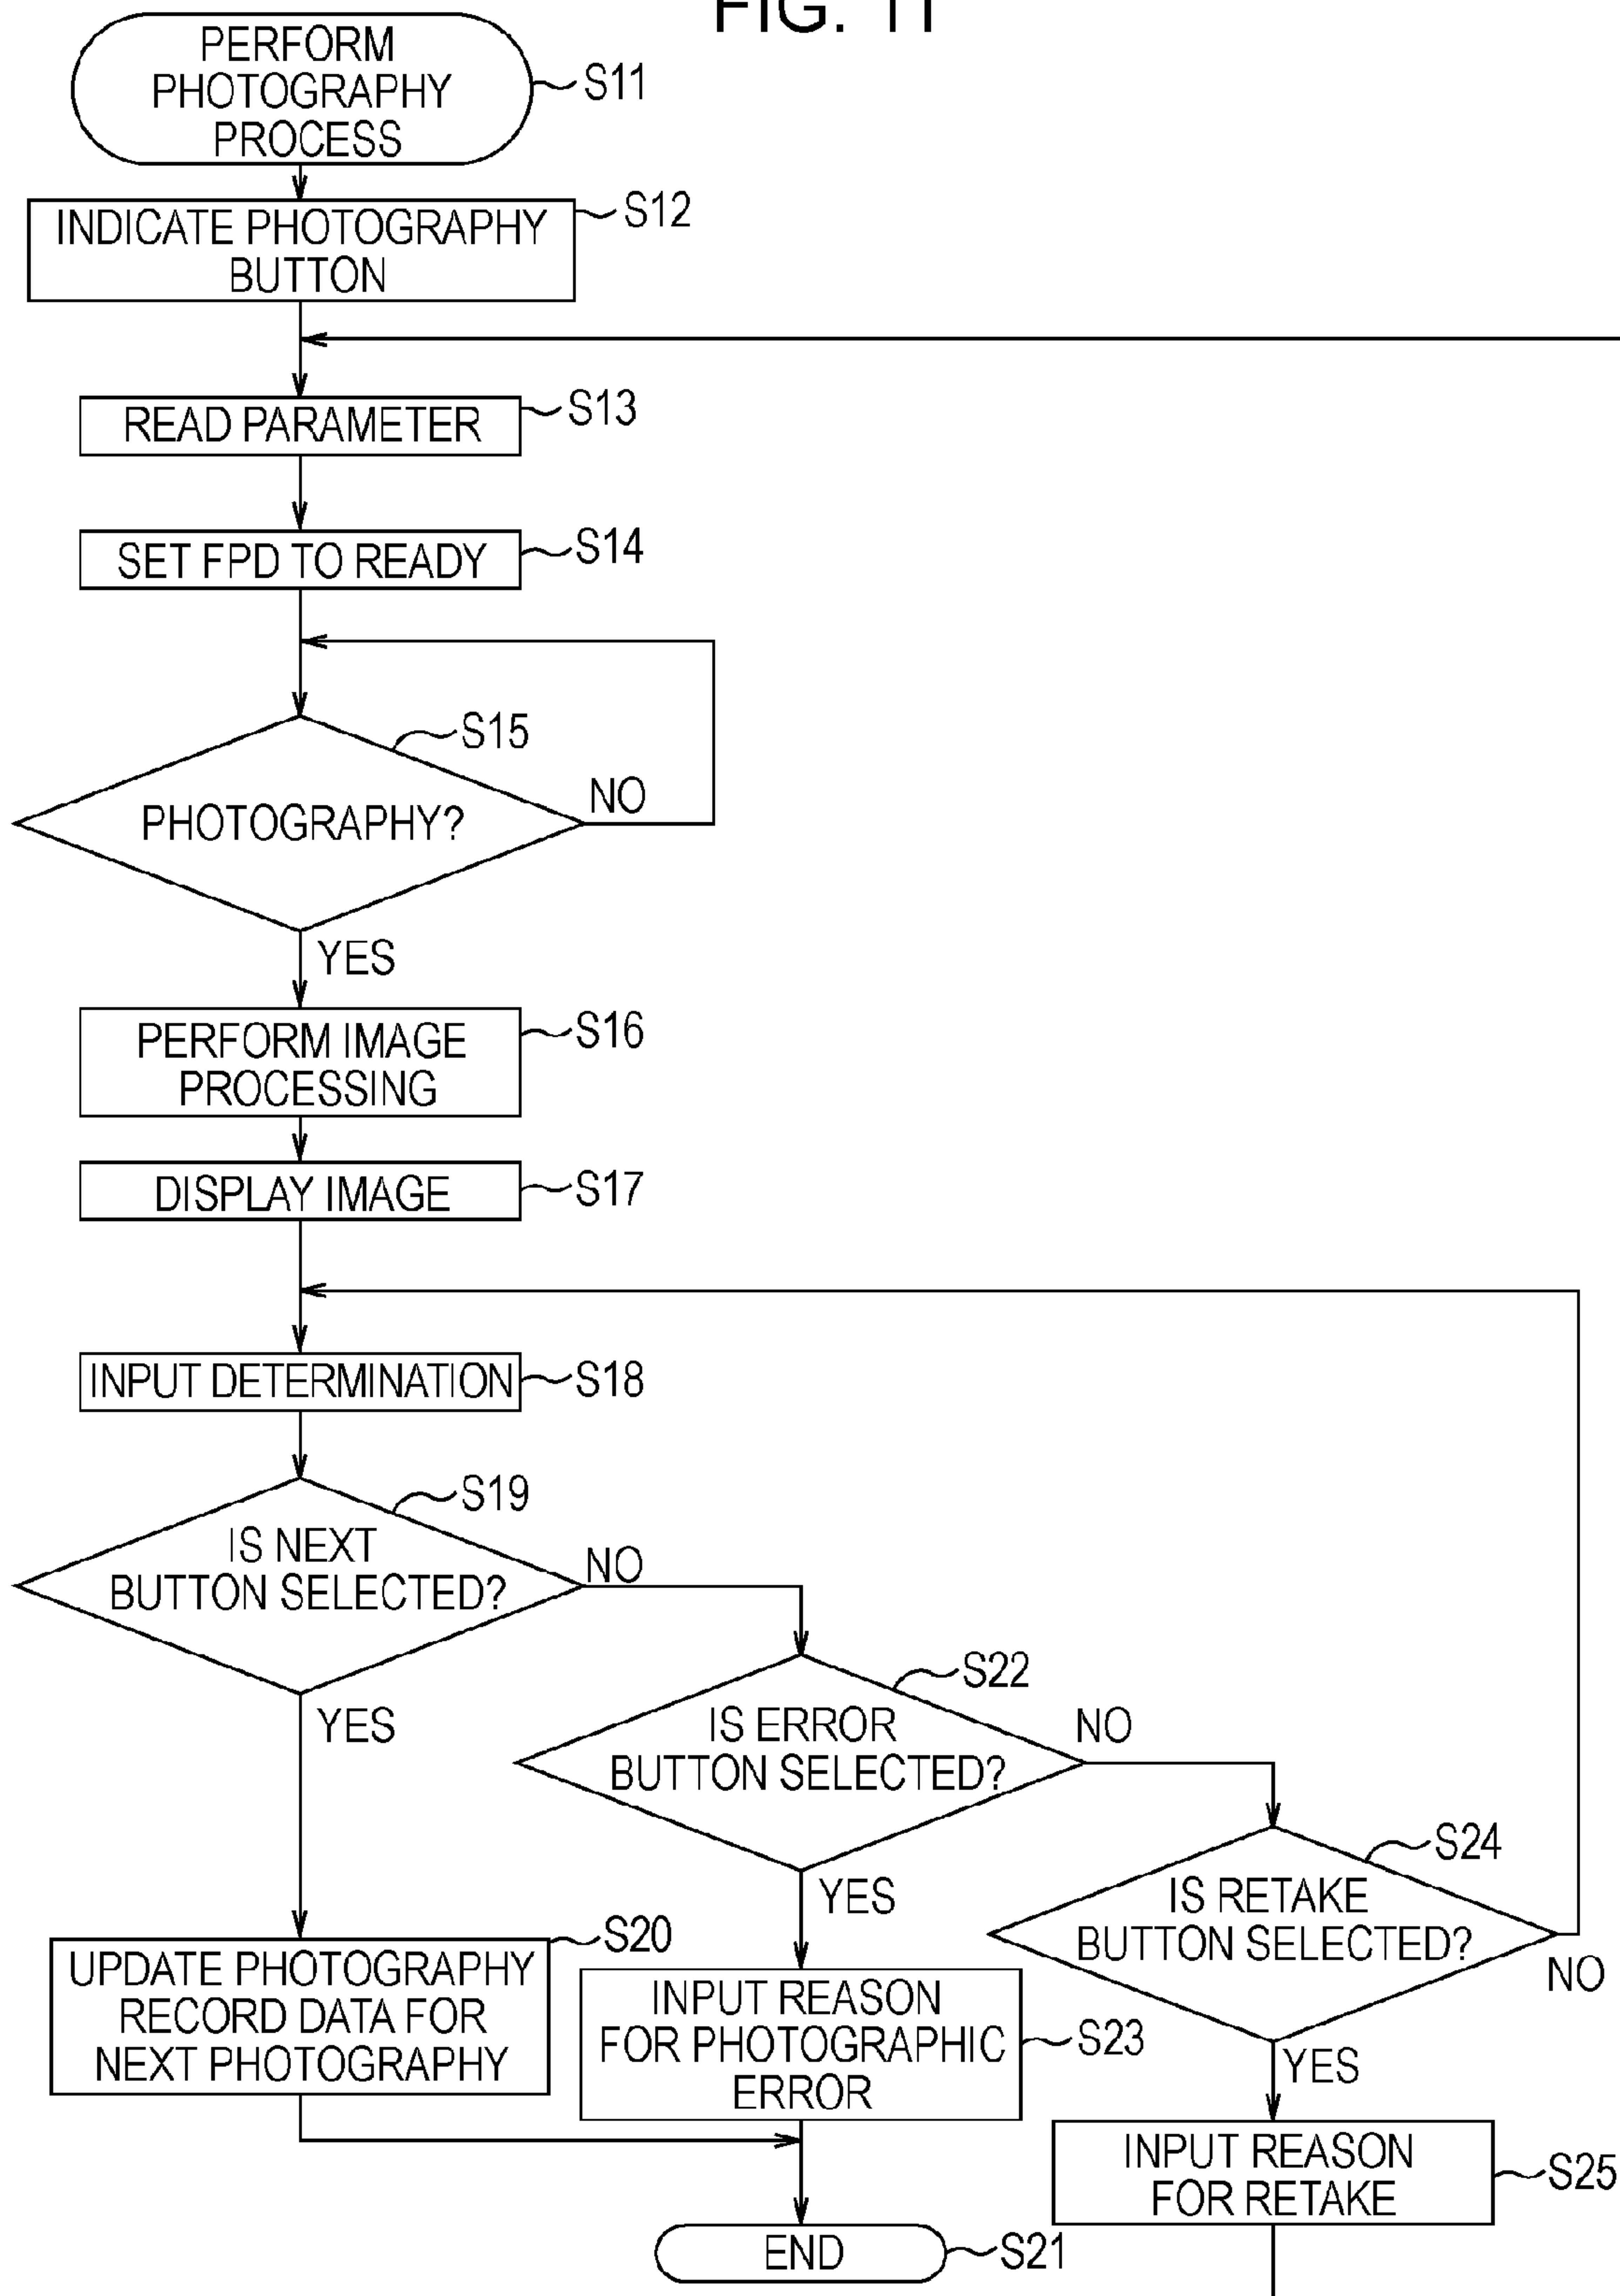 FIG. 11
PERFORM
PHOTOGRAPHY
PROCESS
S11
INDICATE PHOTOGRAPHY
BUTTON
S12
READ PARAMETER
S13
SET FPD TO READY
S14
S15
PHOTOGRAPHY?
NO
YES
PERFORM IMAGE
PROCESSING
S16
DISPLAY IMAGE
S17
INPUT DETERMINATION
S18
S19
IS NEXT
BUTTON SELECTED?
NO
YES
S22
IS ERROR
BUTTON SELECTED?
NO
YES
S24
IS RETAKE
BUTTON SELECTED?
NO
YES
UPDATE PHOTOGRAPHY
RECORD DATA FOR
NEXT PHOTOGRAPHY
S20
INPUT REASON
FOR PHOTOGRAPHIC
ERROR
S23
INPUT REASON
FOR RETAKE
S25
END
S21